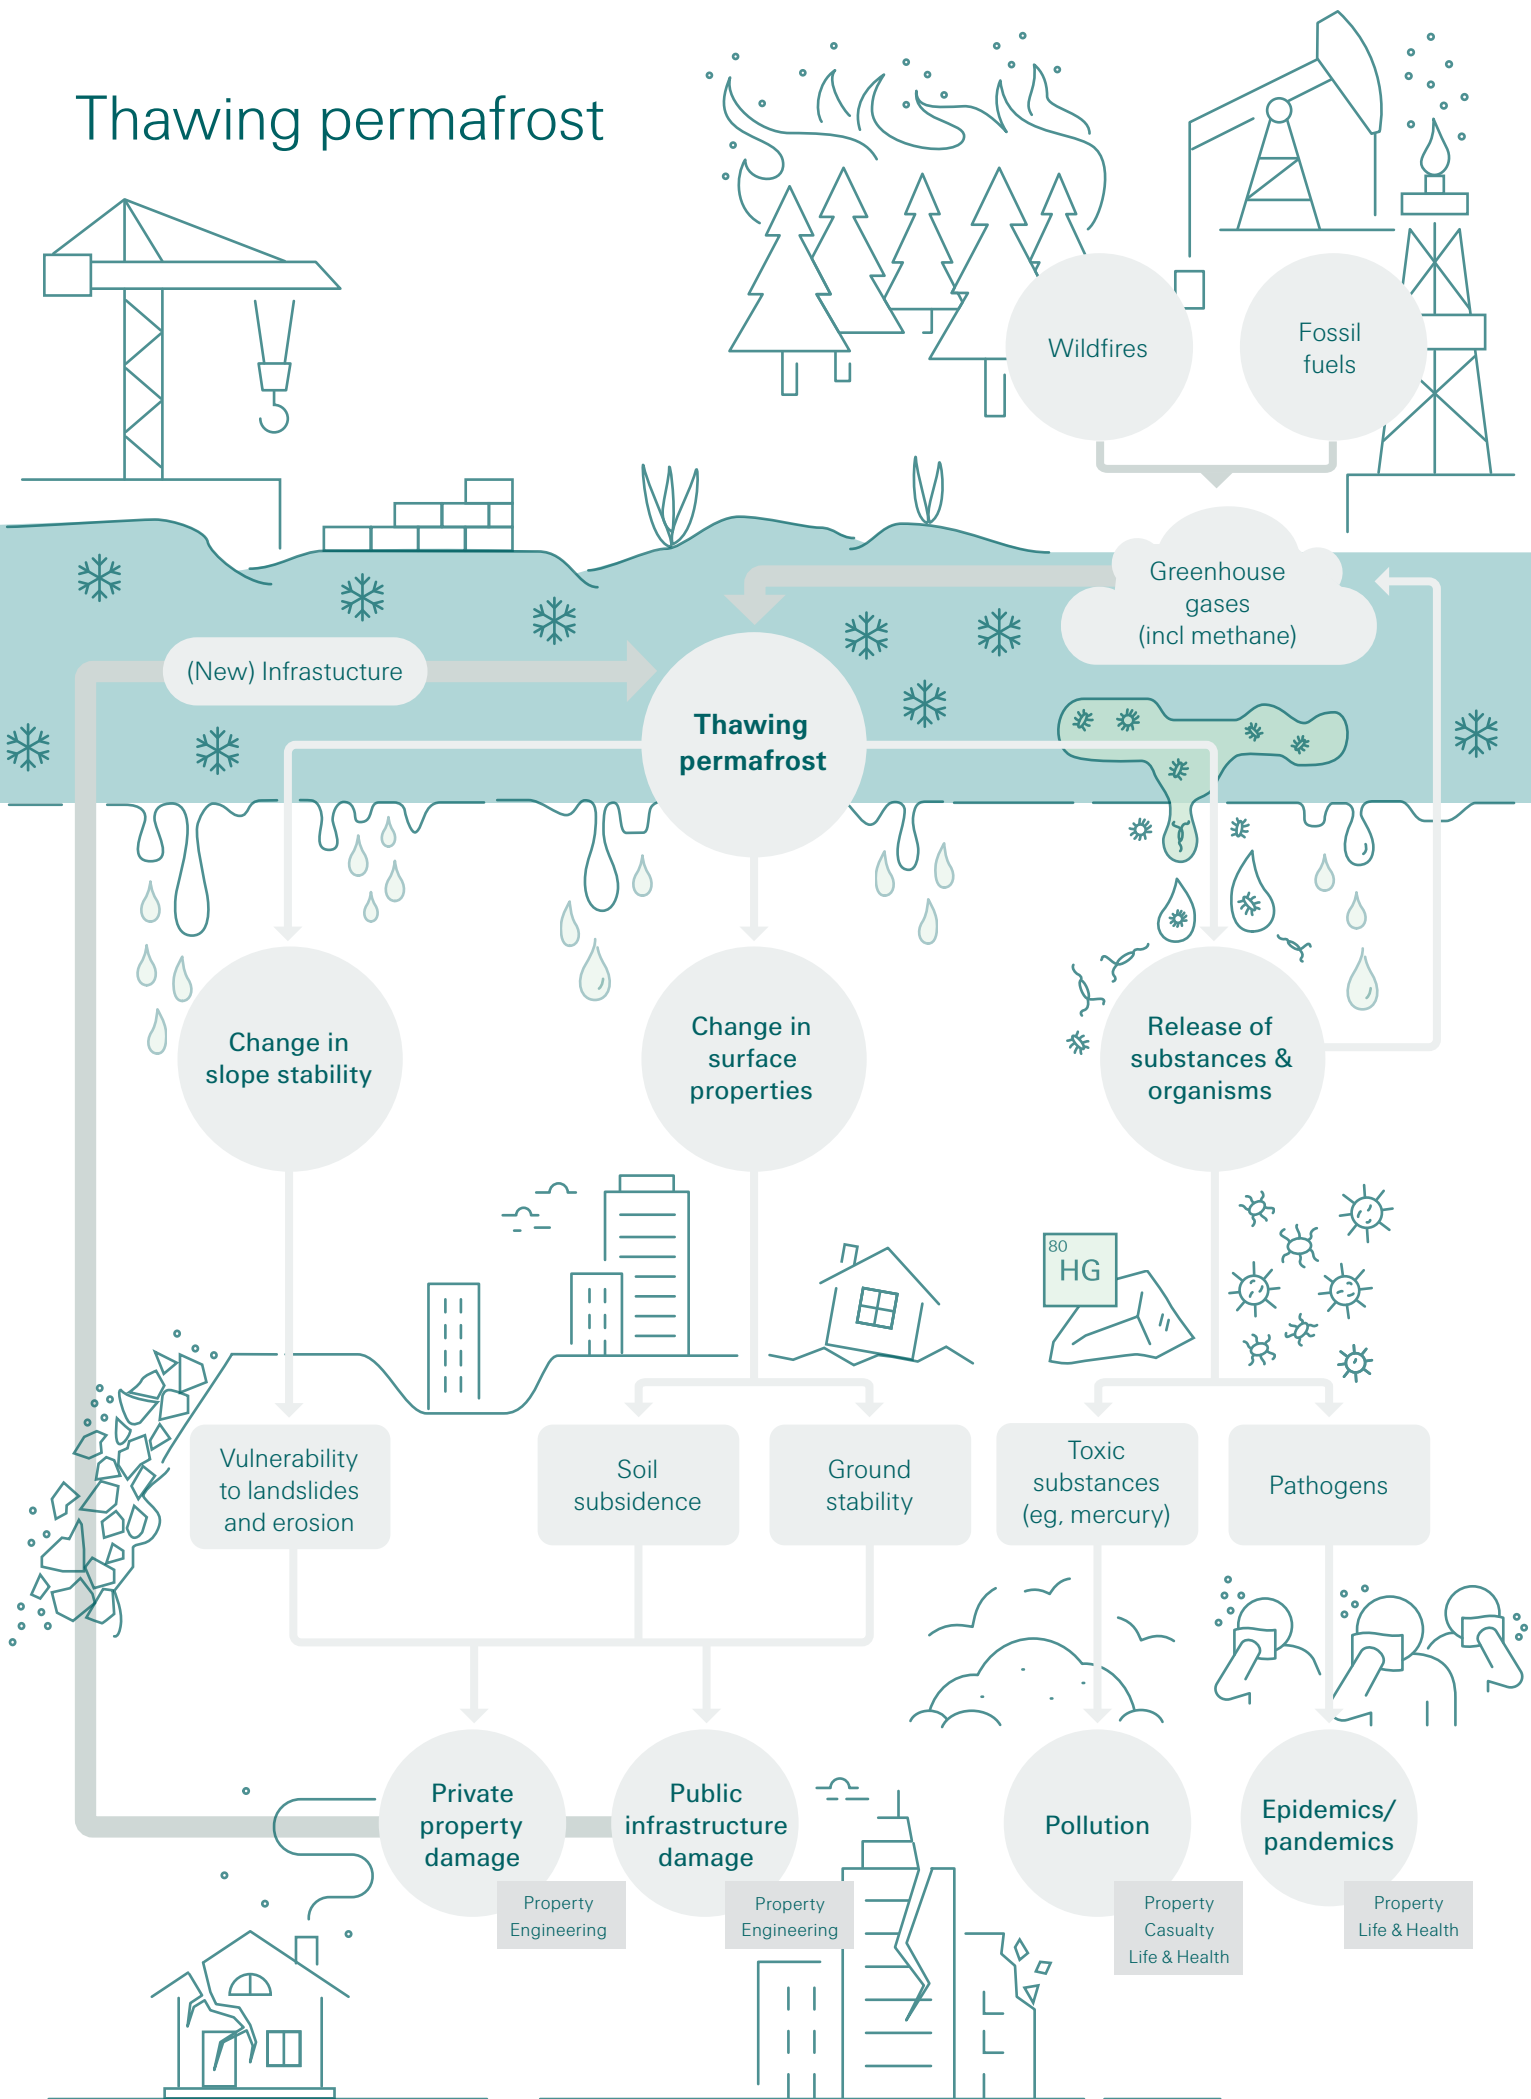 Thawing permafrost
Wildfires
Fossil
fuels
Greenhouse
gases
(incl methane)
(New) Infrastucture
Thawing
permafrost
Change in
slope stability
Change in
surface
properties
Release of
substances &
organisms
80
HG
Vulnerability
to landslides
and erosion
Soil
subsidence
Ground
stability
Toxic
substances
(eg, mercury)
Pathogens
Private
property
damage
Property
Engineering
Public
infrastructure
damage
Property
Engineering
Pollution
Property
Casualty
Life & Health
Epidemics/
pandemics
Property
Life & Health